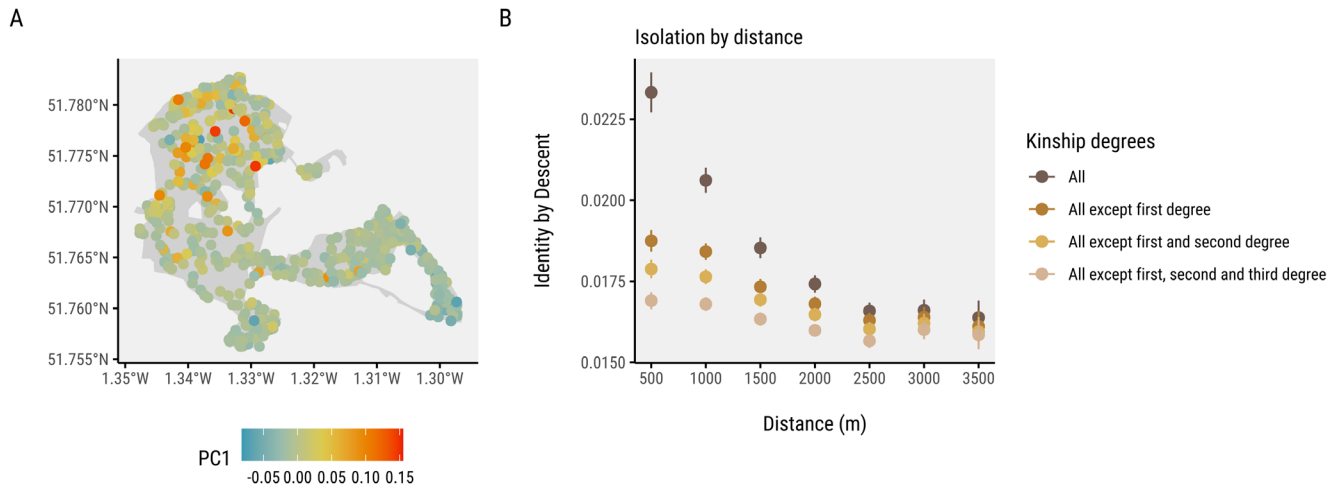 A
51.780°N
51.775°N
51.770°N
51.765°N
51.760°N
51.755°N
1.35°W 1.34°W 1.33°W 1.32°W 1.31°W 1.30°W
PC1
-0.05 0.00 0.05 0.10 0.15
B
Isolation by distance
Identity by Descent
0.0225
0.0200
0.0175
0.0150
500 1000 1500 2000 2500 3000 3500
Distance (m)
Kinship degrees
All
All except first degree
All except first and second degree
All except first, second and third degree